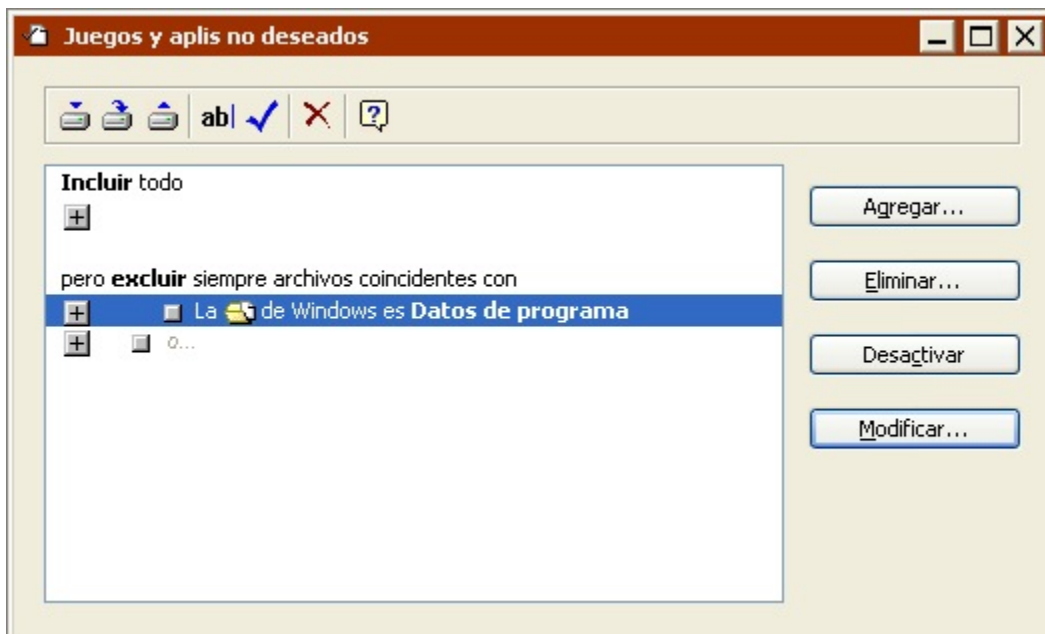 Juegos y aplis no deseados
ab
Incluir todo
Agregar...
pero excluir siempre archivos coincidentes con
Eliminar...
La de Windows es Datos de programa
o...
Desactivar
Modificar...